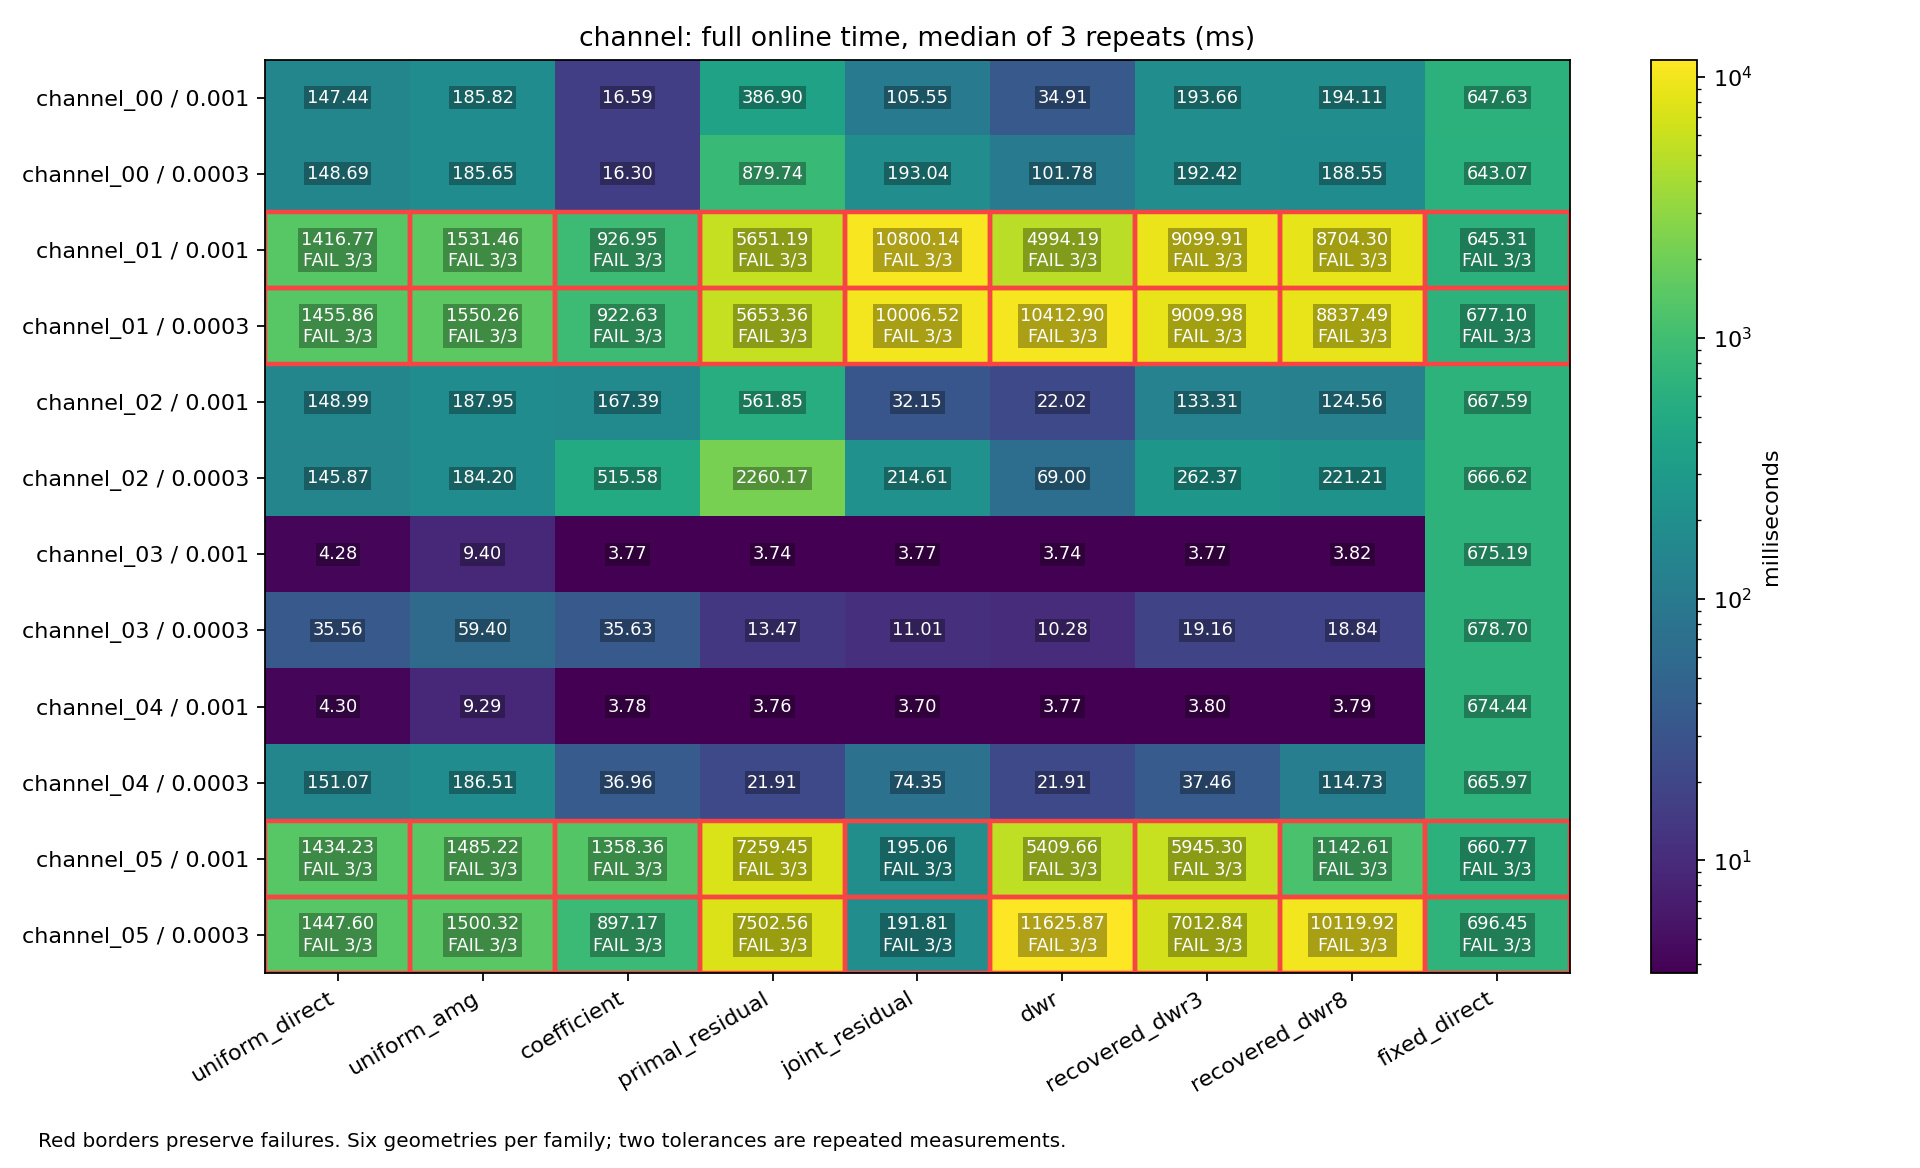 channel: full online time, median of 3 repeats (ms)
channel_00 / 0.001 147.44 185.82 16.59 386.90 105.55 34.91 193.66 194.11 647.63
channel_00 / 0.0003 148.69 185.65 16.30 879.74 193.04 101.78 192.42 188.55 643.07
channel_01 / 0.001 1416.77 1531.46 926.95 5651.19 10800.14 4994.19 9099.91 8704.30 645.31
FAIL 3/3 FAIL 3/3 FAIL 3/3 FAIL 3/3 FAIL 3/3 FAIL 3/3 FAIL 3/3 FAIL 3/3 FAIL 3/3
channel_01 / 0.0003 1455.86 1550.26 922.63 5653.36 10006.52 10412.90 9009.98 8837.49 677.10
FAIL 3/3 FAIL 3/3 FAIL 3/3 FAIL 3/3 FAIL 3/3 FAIL 3/3 FAIL 3/3 FAIL 3/3 FAIL 3/3
channel_02 / 0.001 148.99 187.95 167.39 561.85 32.15 22.02 133.31 124.56 667.59
channel_02 / 0.0003 145.87 184.20 515.58 2260.17 214.61 69.00 262.37 221.21 666.62
channel_03 / 0.001 4.28 9.40 3.77 3.74 3.77 3.74 3.77 3.82 675.19
channel_03 / 0.0003 35.56 59.40 35.63 13.47 11.01 10.28 19.16 18.84 678.70
channel_04 / 0.001 4.30 9.29 3.78 3.76 3.70 3.77 3.80 3.79 674.44
channel_04 / 0.0003 151.07 186.51 36.96 21.91 74.35 21.91 37.46 114.73 665.97
channel_05 / 0.001 1434.23 1485.22 1358.36 7259.45 195.06 5409.66 5945.30 1142.61 660.77
FAIL 3/3 FAIL 3/3 FAIL 3/3 FAIL 3/3 FAIL 3/3 FAIL 3/3 FAIL 3/3 FAIL 3/3 FAIL 3/3
channel_05 / 0.0003 1447.60 1500.32 897.17 7502.56 191.81 11625.87 7012.84 10119.92 696.45
FAIL 3/3 FAIL 3/3 FAIL 3/3 FAIL 3/3 FAIL 3/3 FAIL 3/3 FAIL 3/3 FAIL 3/3 FAIL 3/3
uniform_direct uniform_amg coefficient primal_residual joint_residual dwr recovered_dwr3 recovered_dwr8 fixed_direct
10⁴
10³
10²
10¹
milliseconds
Red borders preserve failures. Six geometries per family; two tolerances are repeated measurements.